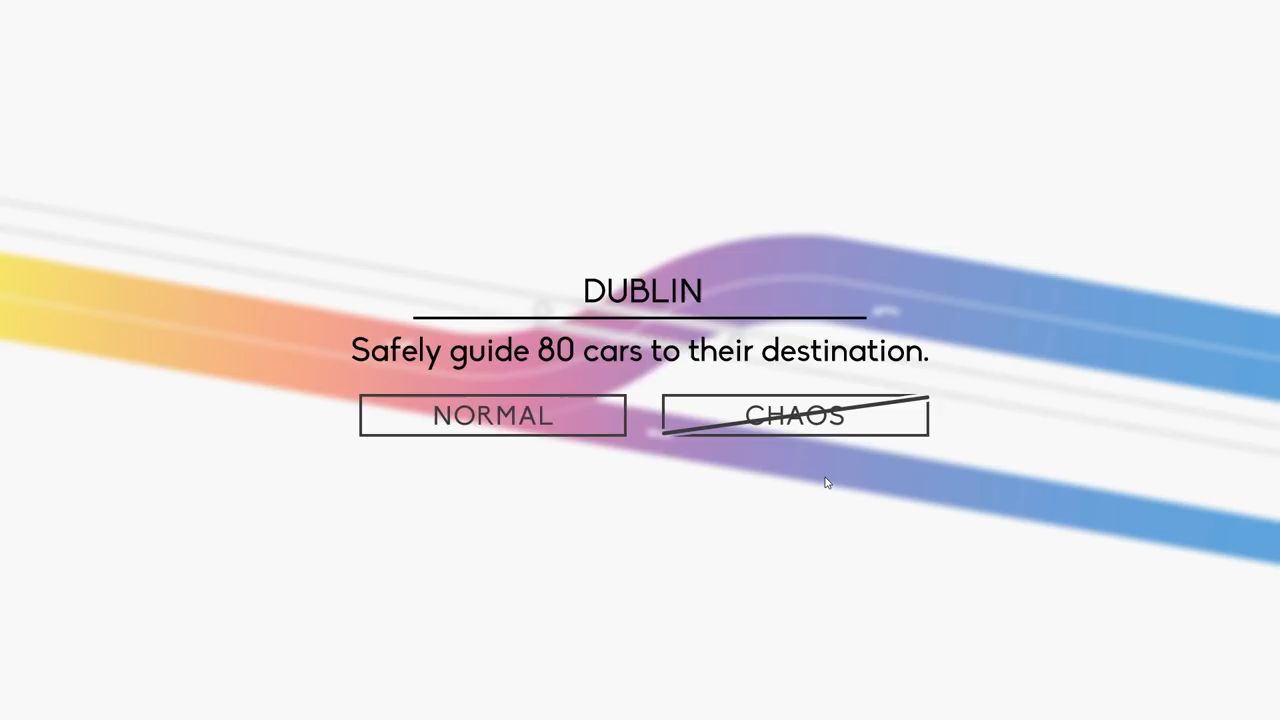 DUBLIN
Safely guide 80 cars to their destination.
NORMAL CHAOS